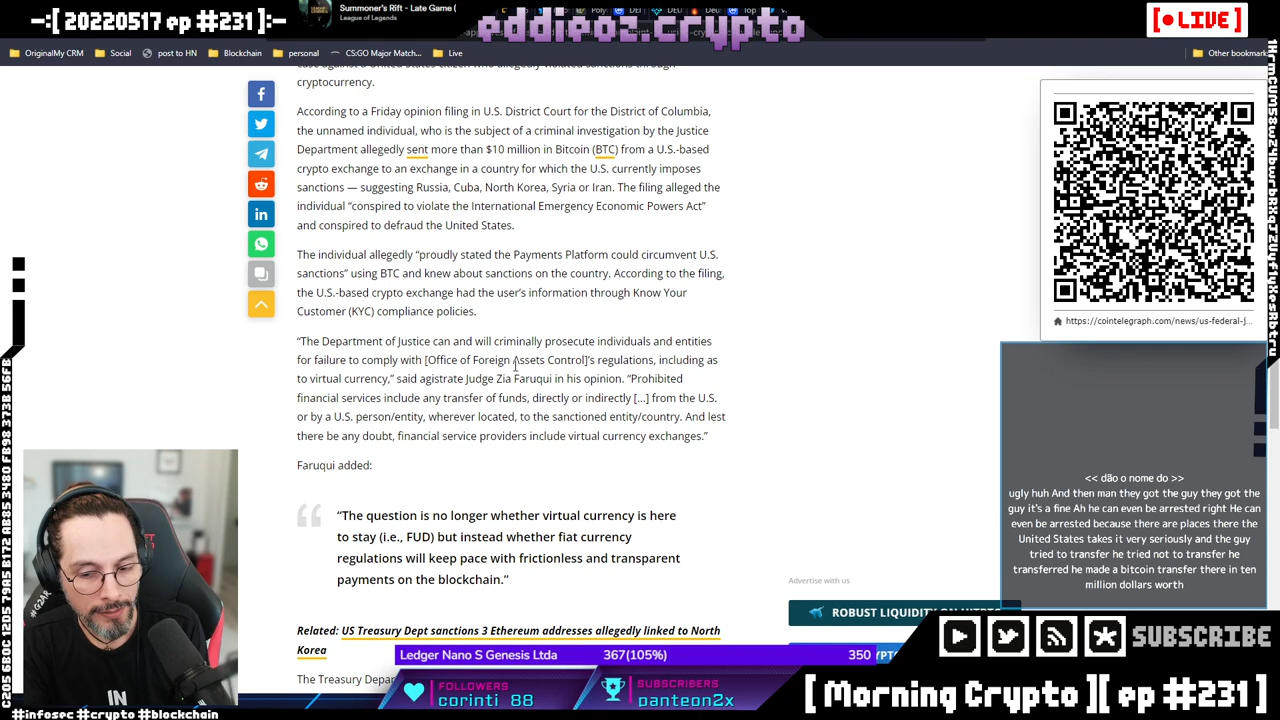 -:[ 20220517 ep #231]:-
Summoner's Rift - Late Game (
League of Legends
eddieoz.crypto
[● LIVE]
OriginalMy CRM
Social
post to HN
Blockchain
personal
CS:GO Major Match...
Live
Other bookmark
cryptocurrency.
According to a Friday opinion filing in U.S. District Court for the District of Columbia,
the unnamed individual, who is the subject of a criminal investigation by the Justice
Department allegedly sent more than $10 million in Bitcoin (BTC) from a U.S.-based
crypto exchange to an exchange in a country for which the U.S. currently imposes
sanctions — suggesting Russia, Cuba, North Korea, Syria or Iran. The filing alleged the
individual “conspired to violate the International Emergency Economic Powers Act”
and conspired to defraud the United States.
The individual allegedly “proudly stated the Payments Platform could circumvent U.S.
sanctions” using BTC and knew about sanctions on the country. According to the filing,
the U.S.-based crypto exchange had the user’s information through Know Your
Customer (KYC) compliance policies.
“The Department of Justice can and will criminally prosecute individuals and entities
for failure to comply with [Office of Foreign Assets Control]’s regulations, including as
to virtual currency,” said agistrate Judge Zia Faruqui in his opinion. “Prohibited
financial services include any transfer of funds, directly or indirectly [...] from the U.S.
or by a U.S. person/entity, wherever located, to the sanctioned entity/country. And lest
there be any doubt, financial service providers include virtual currency exchanges.”
Faruqui added:
“The question is no longer whether virtual currency is here
to stay (i.e., FUD) but instead whether fiat currency
regulations will keep pace with frictionless and transparent
payments on the blockchain.”
Related: US Treasury Dept sanctions 3 Ethereum addresses allegedly linked to North
Korea
The Treasury Depar
https://cointelegraph.com/news/us-federal-j...
<< dão o nome do >>
ugly huh And then man they got the guy they got the
guy it's a fine Ah he can even be arrested right He can
even be arrested because there are places there the
United States takes it very seriously and the guy
tried to transfer he tried not to transfer he
transferred he made a bitcoin transfer there in ten
million dollars worth
Advertise with us
ROBUST LIQUIDITY
Ledger Nano S Genesis Ltda 367(105%) 350
FOLLOWERS
corinti 88
SUBSCRIBERS
panteon2x
SUBSCRIBE
[ Morning Crypto ][ ep #231 ]
#infosec #crypto #blockchain